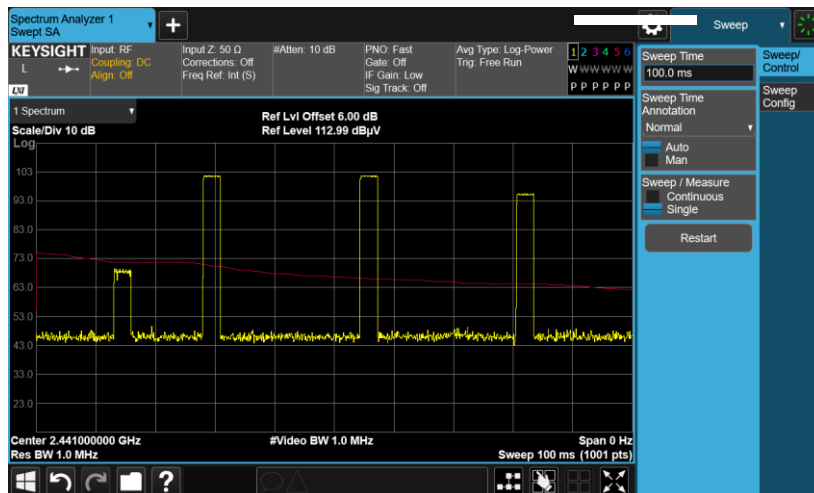 Spectrum Analyzer 1
Swept SA
Sweep
KEYSIGHT
L
LXI
Input: RF
Coupling: DC
Align: Off
Input Z: 50 Ω
Corrections: Off
Freq Ref: Int (S)
#Atten: 10 dB
PNO: Fast
Gate: Off
IF Gain: Low
Sig Track: Off
Avg Type: Log-Power
Trig: Free Run
1 2 3 4 5 6
W W W W W W
P P P P P P
1 Spectrum
Scale/Div 10 dB
Ref Lvl Offset 6.00 dB
Ref Level 112.99 dBµV
Log
103
93.0
83.0
73.0
63.0
53.0
43.0
33.0
23.0
Center 2.441000000 GHz
Res BW 1.0 MHz
#Video BW 1.0 MHz
Span 0 Hz
Sweep 100 ms (1001 pts)
Sweep Time
100.0 ms
Sweep Time
Annotation
Normal
Auto
Man
Sweep / Measure
Continuous
Single
Restart
Sweep/
Control
Sweep
Config
?